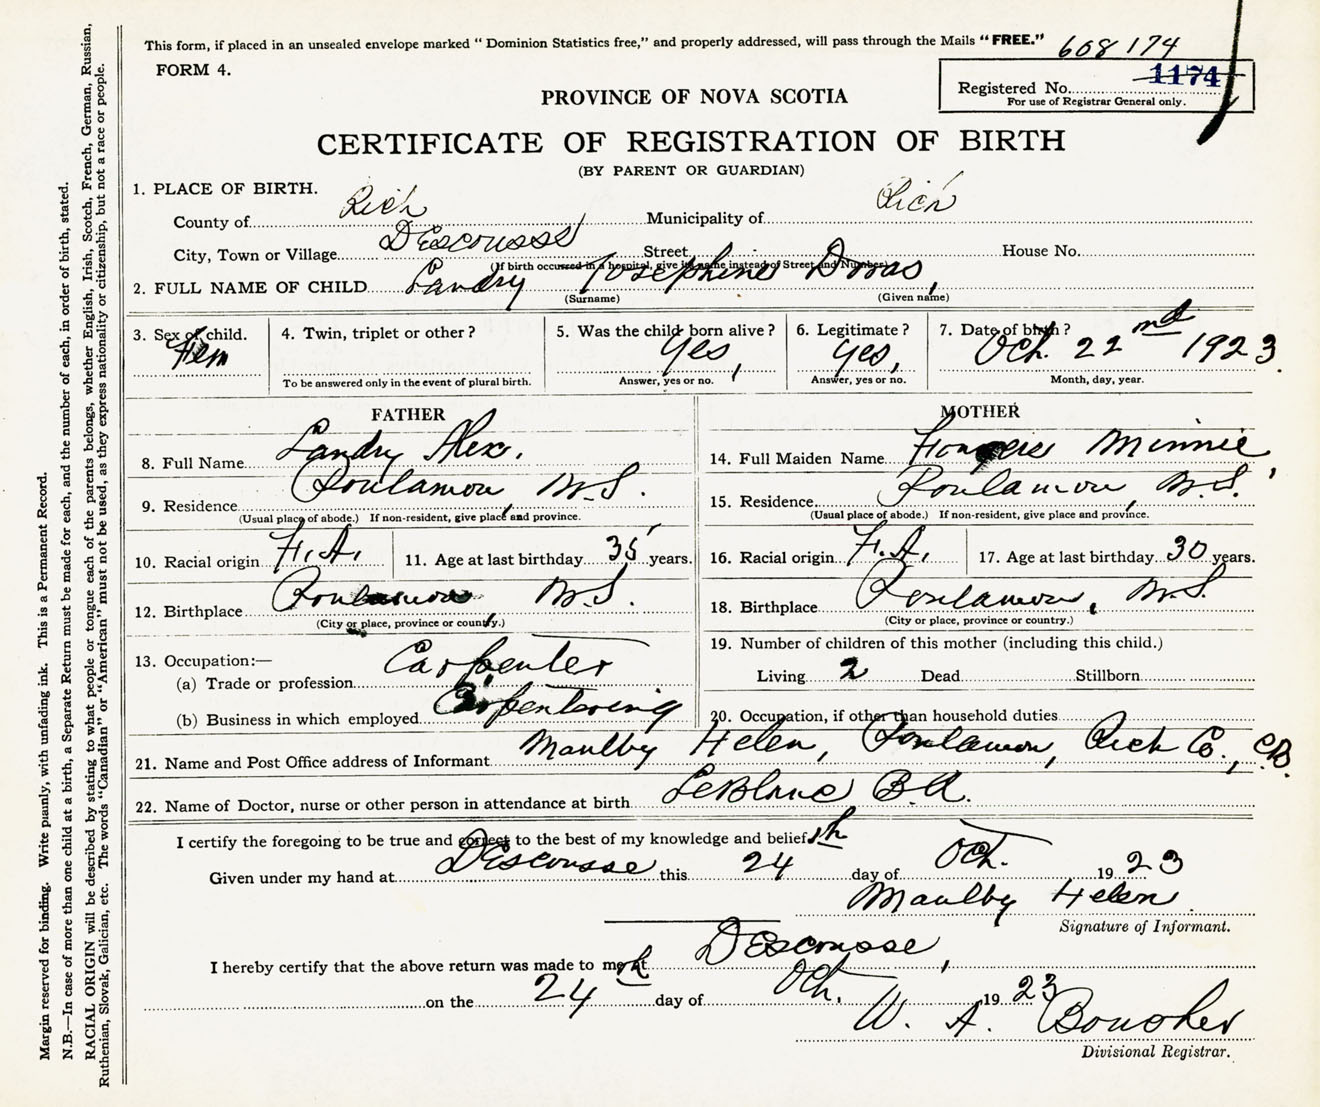 This form, if placed in an unsealed envelope marked “ Dominion Statistics free,” and properly addressed, will pass through the Mails “FREE.” 608174
FORM 4.
Registered No. 1174
For use of Registrar General only.
PROVINCE OF NOVA SCOTIA
CERTIFICATE OF REGISTRATION OF BIRTH
(BY PARENT OR GUARDIAN)
1. PLACE OF BIRTH.
County of Rich Municipality of Rich
City, Town or Village DEscousse Street House No.
(If birth occurred in a hospital, give its name instead of Street and Number)
2. FULL NAME OF CHILD Landry Josephine
(Surname) (Given name)
3. Sex of child. Fem
4. Twin, triplet or other ?
To be answered only in the event of plural birth.
5. Was the child born alive ? Yes,
Answer, yes or no.
6. Legitimate ? Yes,
Answer, yes or no.
7. Date of birth ? Oct. 22nd 1923.
Month, day, year.
FATHER
8. Full Name Landry Alex.
9. Residence Poulamon, N.S.
(Usual place of abode.) If non-resident, give place and province.
10. Racial origin F.A. 11. Age at last birthday 35 years.
12. Birthplace Poulamon, N.S.
(City or place, province or country.)
13. Occupation:—
(a) Trade or profession Carpenter
(b) Business in which employed Carpentering
MOTHER
14. Full Maiden Name Minnie,
15. Residence Poulamon, N.S.
(Usual place of abode.) If non-resident, give place and province.
16. Racial origin F.A. 17. Age at last birthday 30 years.
18. Birthplace Poulamon, N.S.
(City or place, province or country.)
19. Number of children of this mother (including this child.)
Living 2 Dead Stillborn
20. Occupation, if other than household duties
21. Name and Post Office address of Informant Maulby Helen, Poulamon, Rich Co., C.B.
22. Name of Doctor, nurse or other person in attendance at birth LeBlanc B.A.
I certify the foregoing to be true and correct to the best of my knowledge and belief.
Given under my hand at DEscousse this 24th day of Oct. 1923
Maulby Helen
Signature of Informant.
I hereby certify that the above return was made to me at DEscousse,
on the 24th day of Oct. 1923
W. A. Boucher
Divisional Registrar.
Margin reserved for binding. Write plainly, with unfading ink. This is a Permanent Record.
N.B.—In case of more than one child at a birth, a Separate Return must be made for each, and the number of each, in order of birth, stated.
RACIAL ORIGIN will be described by stating to what people or tongue each of the parents belongs, whether English, Irish, Scotch, French, German, Russian,
Ruthenian, Slovak, Galician, etc. The words “Canadian” or “American” must not be used, as they express nationality or citizenship, but not a race or people.